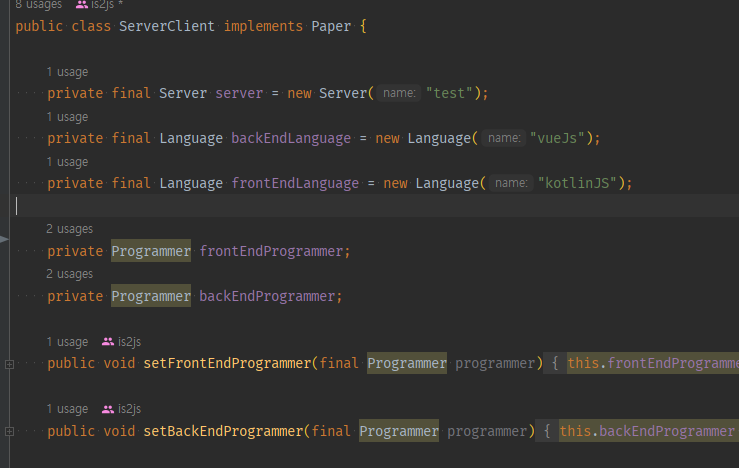 8 usages is2js *
public class ServerClient implements Paper {
1 usage
private final Server server = new Server( name: "test");
1 usage
private final Language backEndLanguage = new Language( name: "vueJs");
1 usage
private final Language frontEndLanguage = new Language( name: "kotlinJS");
2 usages
private Programmer frontEndProgrammer;
2 usages
private Programmer backEndProgrammer;
1 usage is2js
public void setFrontEndProgrammer(final Programmer programmer) { this.frontEndProgramme
1 usage is2js
public void setBackEndProgrammer(final Programmer programmer) { this.backEndProgrammer